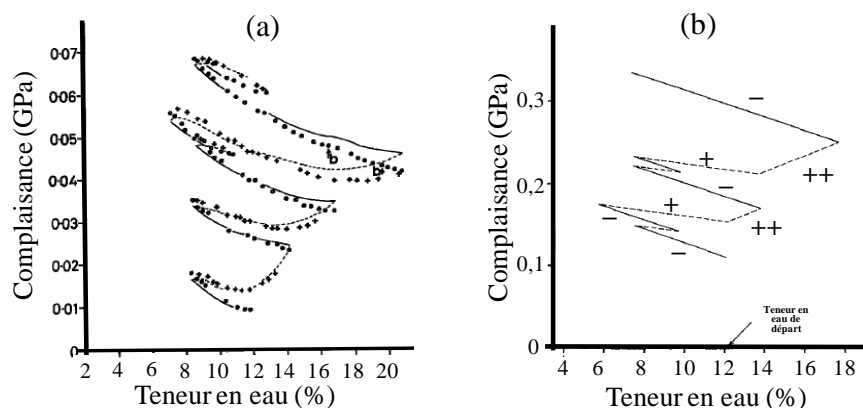 (a)
Complaisance (GPa)
0·07
0·06
0·05
0·04
0·03
0·02
0·01
0
b
b
2 4 6 8 10 12 14 16 18 20
Teneur en eau (%)
(b)
Complaisance (GPa)
0,3
0,2
0,1
0
−
+
++
−
+
−
++
−
Teneur en
eau de
départ
4 6 8 10 12 14 16 18
Teneur en eau (%)